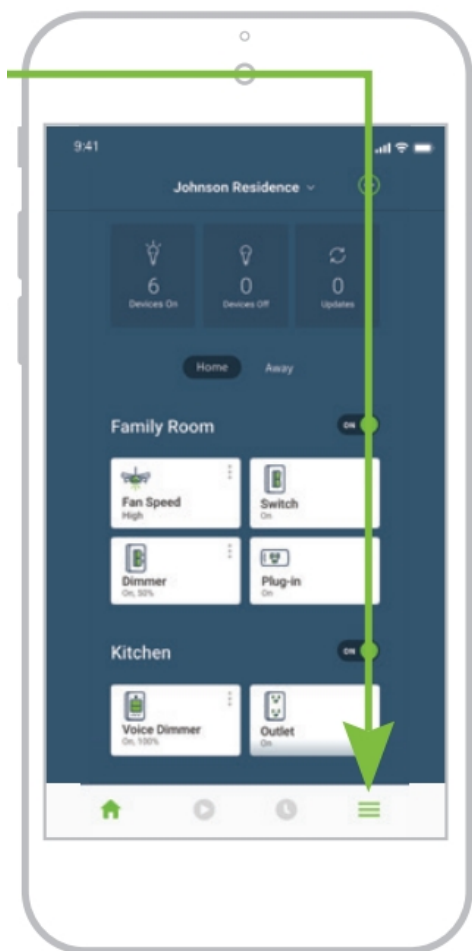 9:41
Johnson Residence
6 0 0
Devices On Devices Off Updates
Home Away
Family Room ON
Fan Speed Switch
High On
Dimmer Plug-in
On, 50% On
Kitchen ON
Voice Dimmer Outlet
On, 100% On